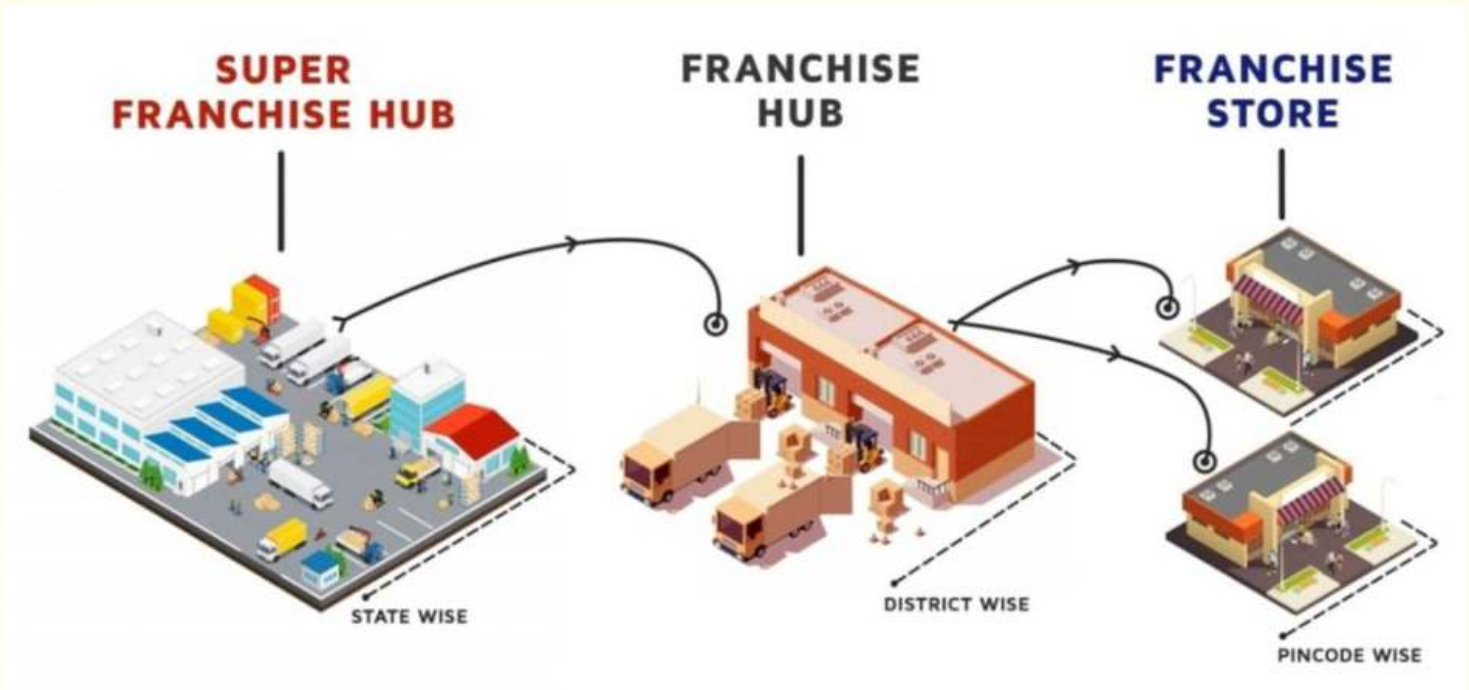 SUPER
FRANCHISE HUB
FRANCHISE
HUB
FRANCHISE
STORE
STATE WISE
DISTRICT WISE
PINCODE WISE